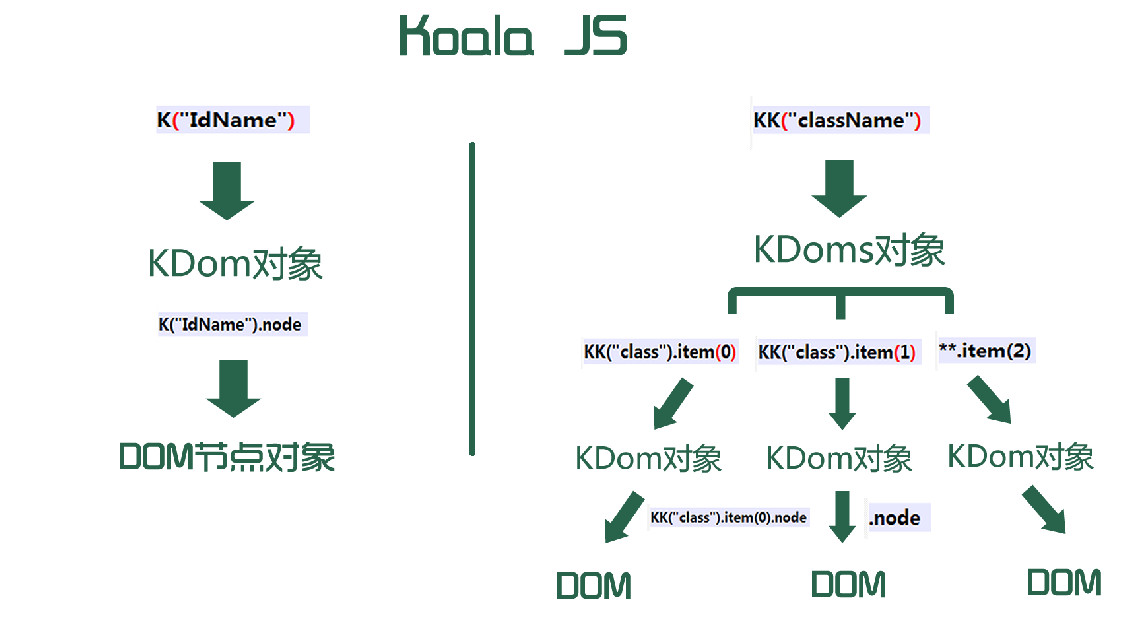 Koala JS
K("IdName")
KDom对象
K("IdName").node
DOM节点对象
KK("className")
KDoms对象
KK("class").item(0)
KK("class").item(1)
**.item(2)
KDom对象
KDom对象
KDom对象
KK("class").item(0).node
.node
DOM
DOM
DOM